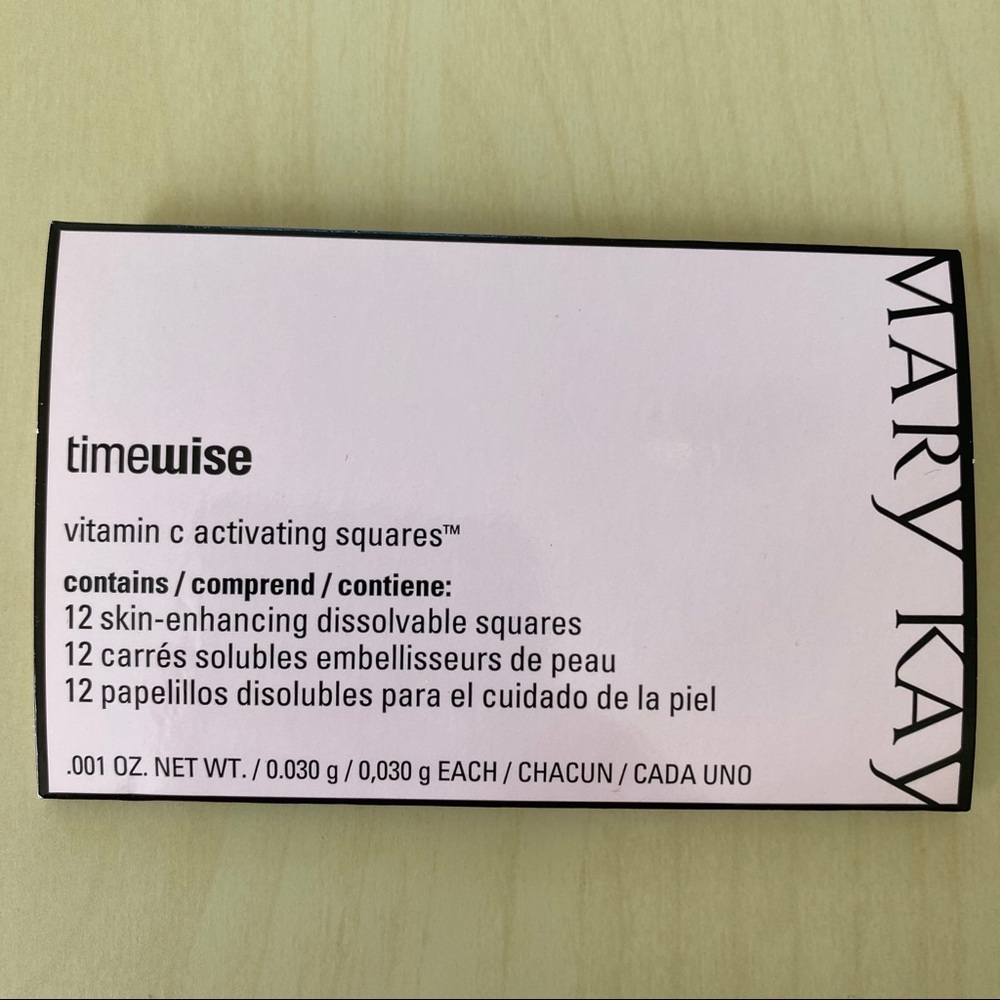 timewise
vitamin c activating squares™
contains / comprend / contiene:
12 skin-enhancing dissolvable squares
12 carrés solubles embellisseurs de peau
12 papelillos disolubles para el cuidado de la piel
.001 OZ. NET WT. / 0.030 g / 0,030 g EACH / CHACUN / CADA UNO
MARY KAY